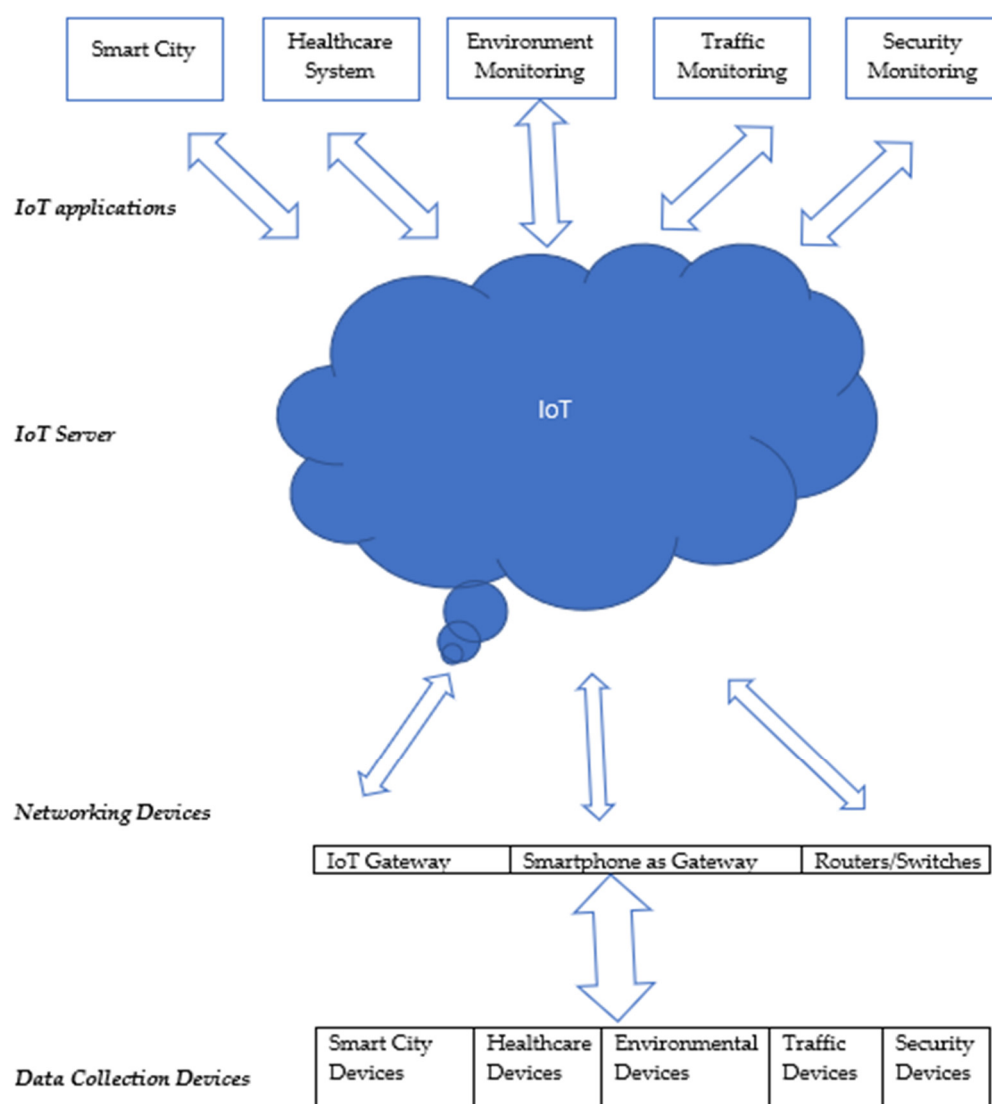 Smart City
Healthcare
System
Environment
Monitoring
Traffic
Monitoring
Security
Monitoring
IoT applications
IoT Server
IoT
Networking Devices
IoT Gateway
Smartphone as Gateway
Routers/Switches
Data Collection Devices
Smart City
Devices
Healthcare
Devices
Environmental
Devices
Traffic
Devices
Security
Devices